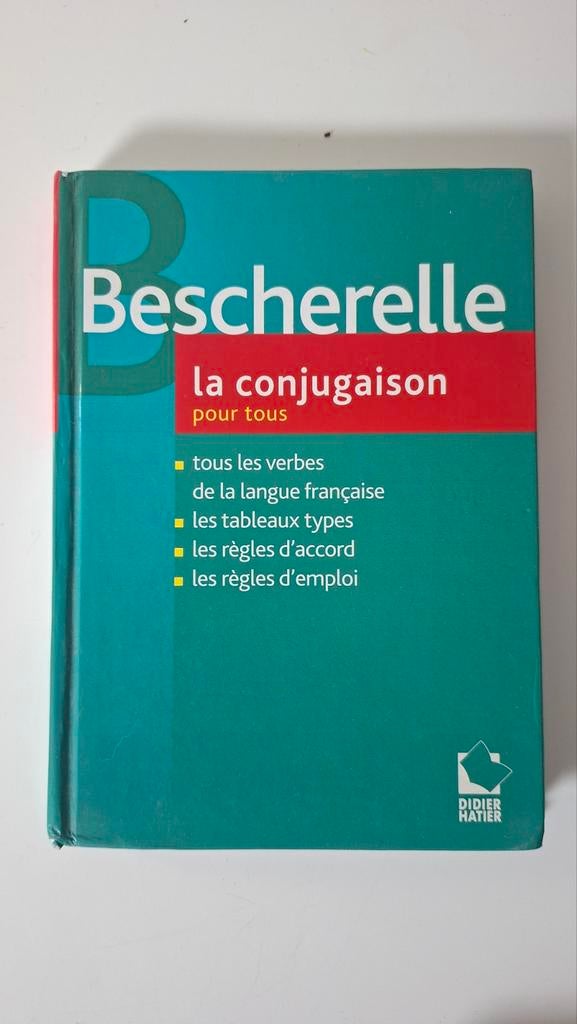 Bescherelle
la conjugaison
pour tous
tous les verbes
de la langue française
les tableaux types
les règles d'accord
les règles d'emploi
DIDIER
HATIER